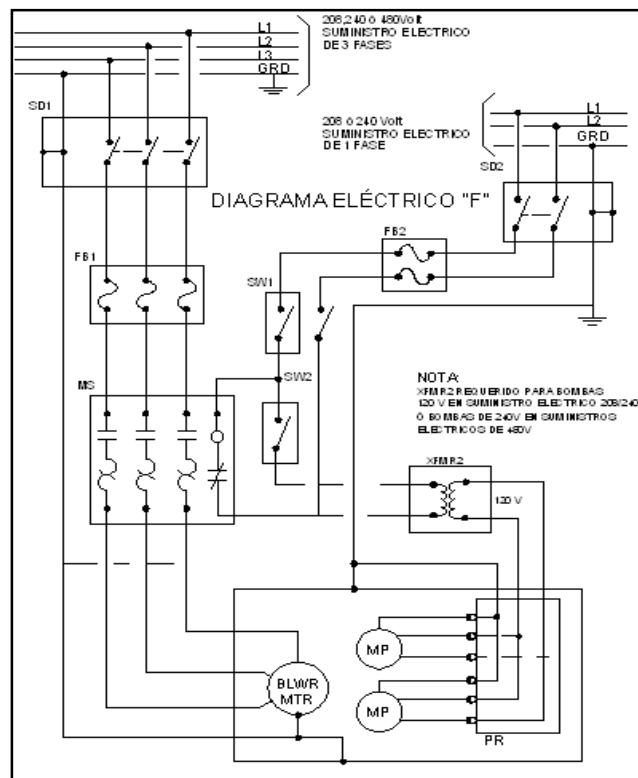 L1
L2
L3
GRD
208,240 ó 480Volt
SUMINISTRO ELECTRICO
DE 3 FASES
SD1
208 ó 240 Volt
SUMINISTRO ELECTRICO
DE 1 FASE
L1
L2
GRD
SD2
DIAGRAMA ELÉCTRICO "F"
FB2
FB1
SW1
MS
SW2
NOTA:
XFMR2 REQUERIDO PARA BOMBAS
120 V EN SUMINISTRO ELECTRICO 208/240
O BOMBAS DE 240V EN SUMINISTROS
ELECTRICOS DE 480V
XFMR2
120 V
MP
BLWR
MTR
MP
PR